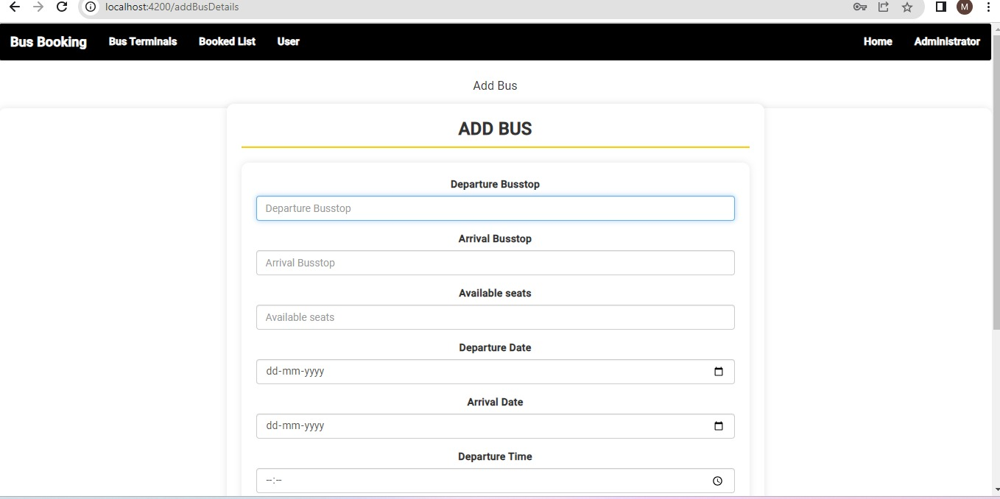 localhost:4200/addBusDetails
M
Bus Booking Bus Terminals Booked List User Home Administrator
Add Bus
ADD BUS
Departure Busstop
Departure Busstop
Arrival Busstop
Arrival Busstop
Available seats
Available seats
Departure Date
dd-mm-yyyy
Arrival Date
dd-mm-yyyy
Departure Time
--:--